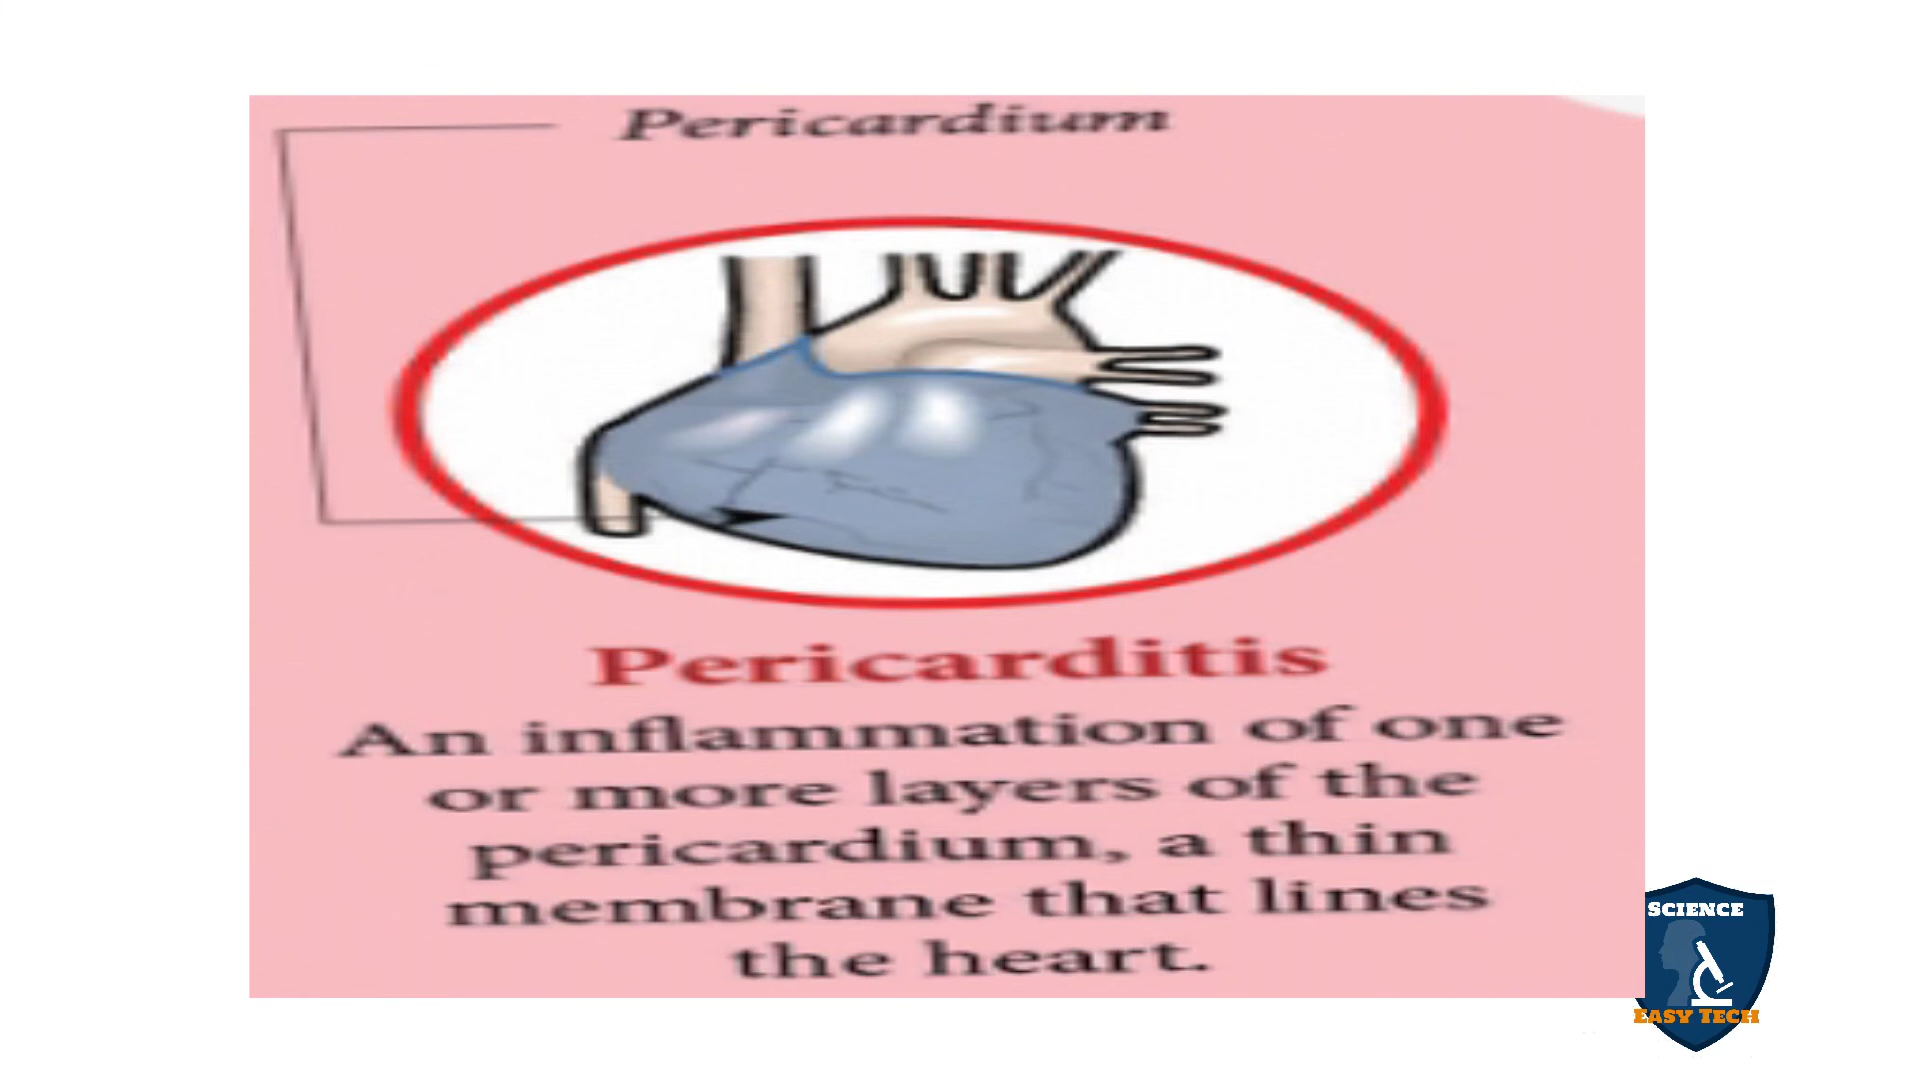 Pericardium
Pericarditis
An inflammation of one
or more layers of the
pericardium, a thin
membrane that lines
the heart.
SCIENCE
EASY TECH